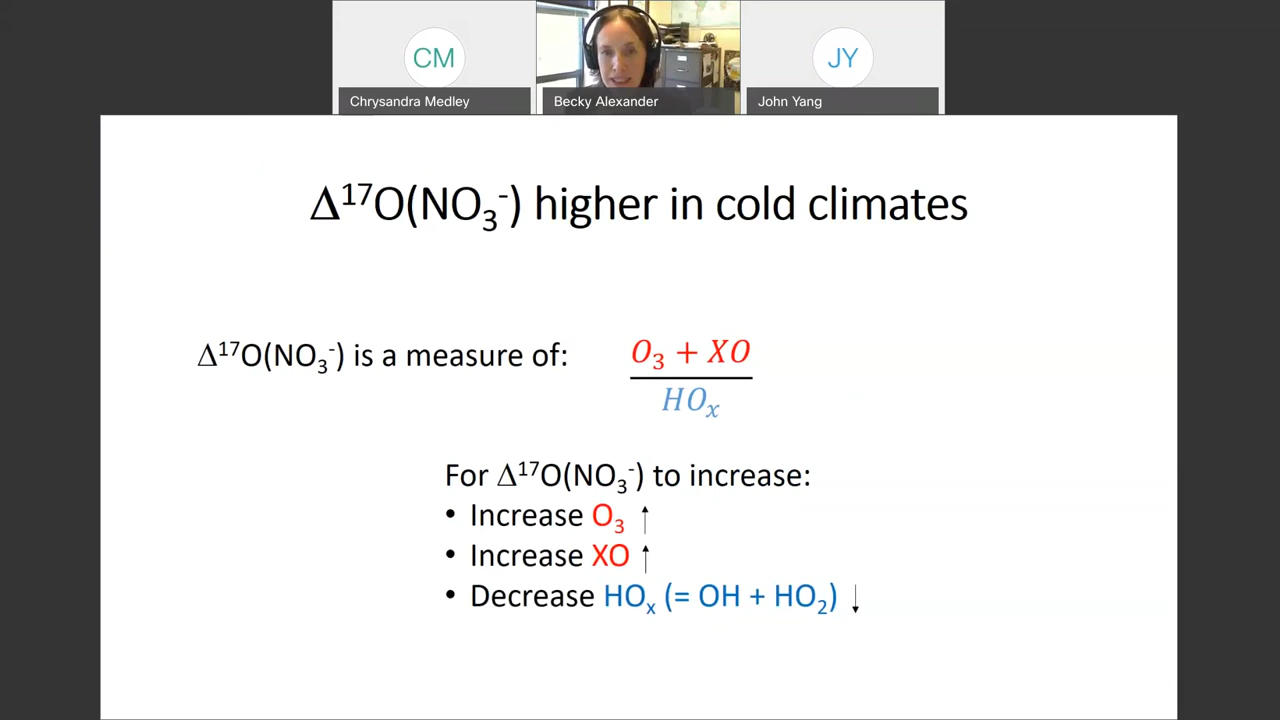 CM
JY
Chrysandra Medley
Becky Alexander
John Yang
Δ¹⁷O(NO₃⁻) higher in cold climates
Δ¹⁷O(NO₃⁻) is a measure of:
O₃ + XO
HOₓ
For Δ¹⁷O(NO₃⁻) to increase:
• Increase O₃ ↑
• Increase XO ↑
• Decrease HOₓ (= OH + HO₂) ↓